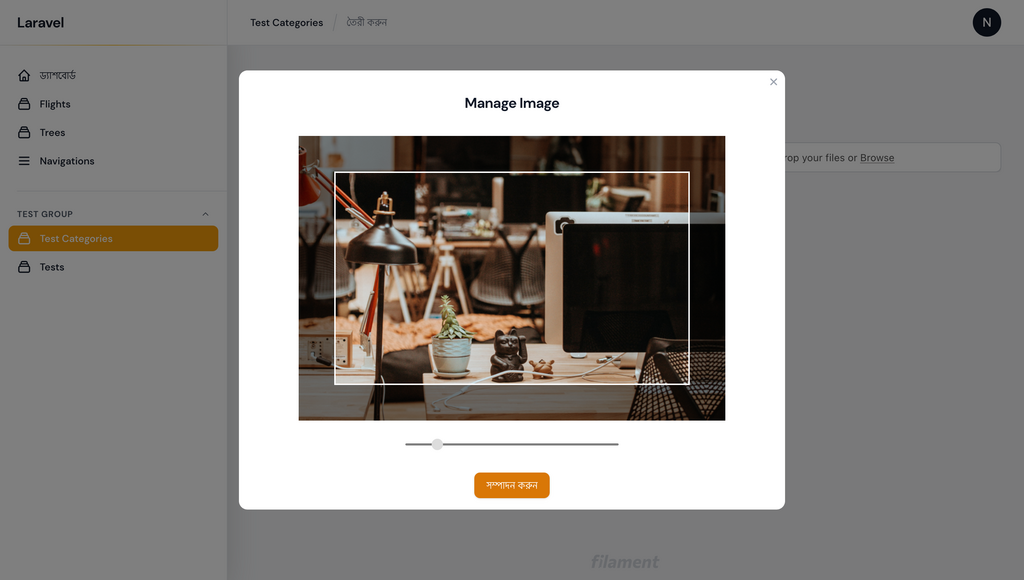 Laravel
Test Categories / তৈরী করুন
N
ড্যাশবোর্ড
Flights
Trees
Navigations
TEST GROUP
Test Categories
Tests
Manage Image
rop your files or Browse
সম্পাদন করুন
filament